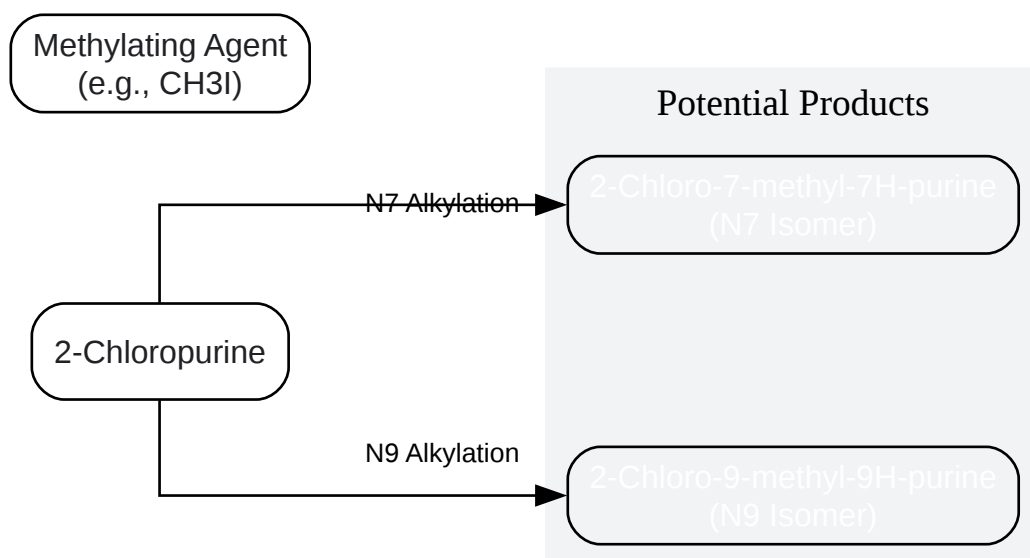 Methylating Agent
(e.g., CH3I)
Potential Products
N7 Alkylation
2-Chloro-7-methyl-7H-purine
(N7 Isomer)
2-Chloropurine
N9 Alkylation
2-Chloro-9-methyl-9H-purine
(N9 Isomer)